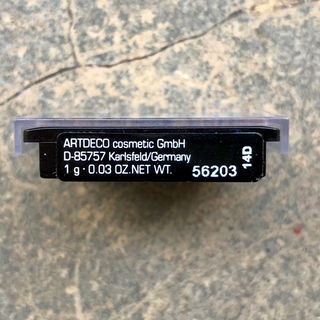 ARTDECO cosmetic GmbH
D-85757 Karlsfeld/Germany
1 g · 0.03 OZ.NET WT.
56203
14D